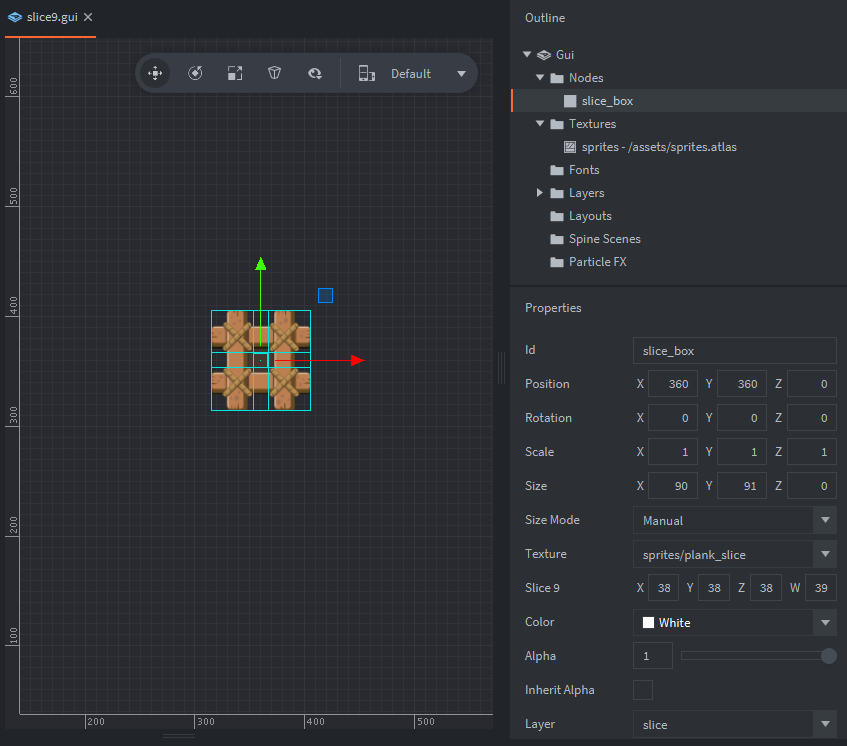 slice9.gui
Default
600
500
400
300
200
100
200 300 400 500
Outline
Gui
Nodes
slice_box
Textures
sprites - /assets/sprites.atlas
Fonts
Layers
Layouts
Spine Scenes
Particle FX
Properties
Id slice_box
Position X 360 Y 360 Z 0
Rotation X 0 Y 0 Z 0
Scale X 1 Y 1 Z 1
Size X 90 Y 91 Z 0
Size Mode Manual
Texture sprites/plank_slice
Slice 9 X 38 Y 38 Z 38 W 39
Color White
Alpha 1
Inherit Alpha
Layer slice